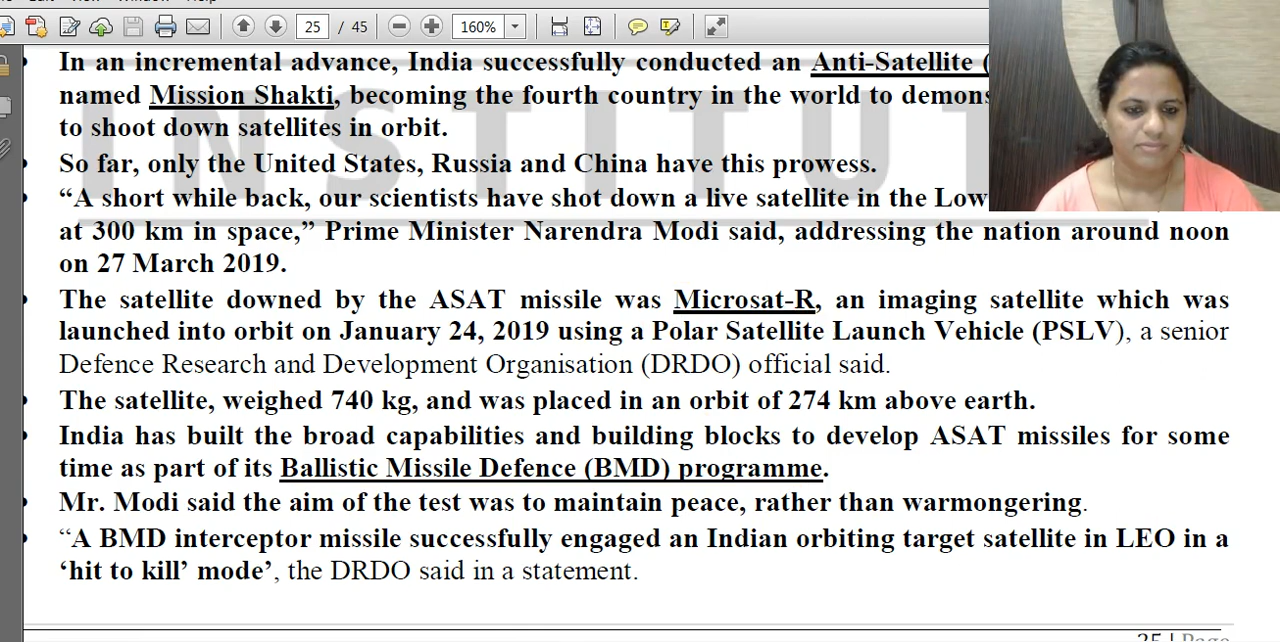 25 / 45 160%
In an incremental advance, India successfully conducted an Anti-Satellite (
named Mission Shakti, becoming the fourth country in the world to demons
to shoot down satellites in orbit.
So far, only the United States, Russia and China have this prowess.
“A short while back, our scientists have shot down a live satellite in the Low
at 300 km in space,” Prime Minister Narendra Modi said, addressing the nation around noon
on 27 March 2019.
The satellite downed by the ASAT missile was Microsat-R, an imaging satellite which was
launched into orbit on January 24, 2019 using a Polar Satellite Launch Vehicle (PSLV), a senior
Defence Research and Development Organisation (DRDO) official said.
The satellite, weighed 740 kg, and was placed in an orbit of 274 km above earth.
India has built the broad capabilities and building blocks to develop ASAT missiles for some
time as part of its Ballistic Missile Defence (BMD) programme.
Mr. Modi said the aim of the test was to maintain peace, rather than warmongering.
“A BMD interceptor missile successfully engaged an Indian orbiting target satellite in LEO in a
‘hit to kill’ mode’, the DRDO said in a statement.